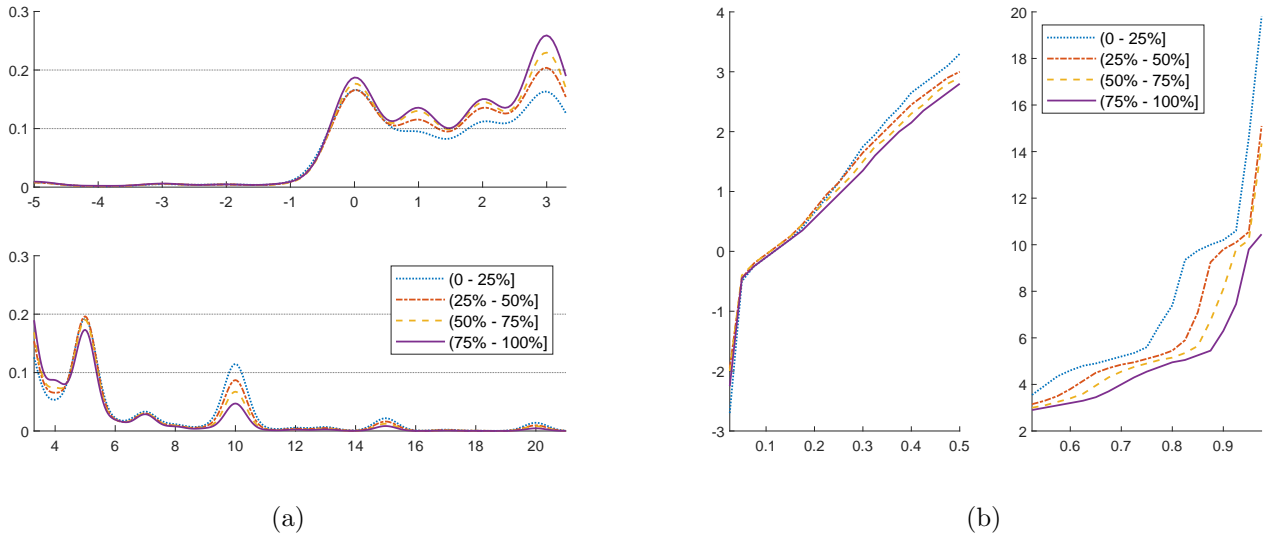 0.3
0.2
0.1
0
-5 -4 -3 -2 -1 0 1 2 3
0.3
0.2
0.1
0
4 6 8 10 12 14 16 18 20
(0 - 25%]
(25% - 50%]
(50% - 75%]
(75% - 100%]
(a)
4
3
2
1
0
-1
-2
-3
0.1 0.2 0.3 0.4 0.5
20
18
16
14
12
10
8
6
4
2
0.6 0.7 0.8 0.9
(0 - 25%]
(25% - 50%]
(50% - 75%]
(75% - 100%]
(b)